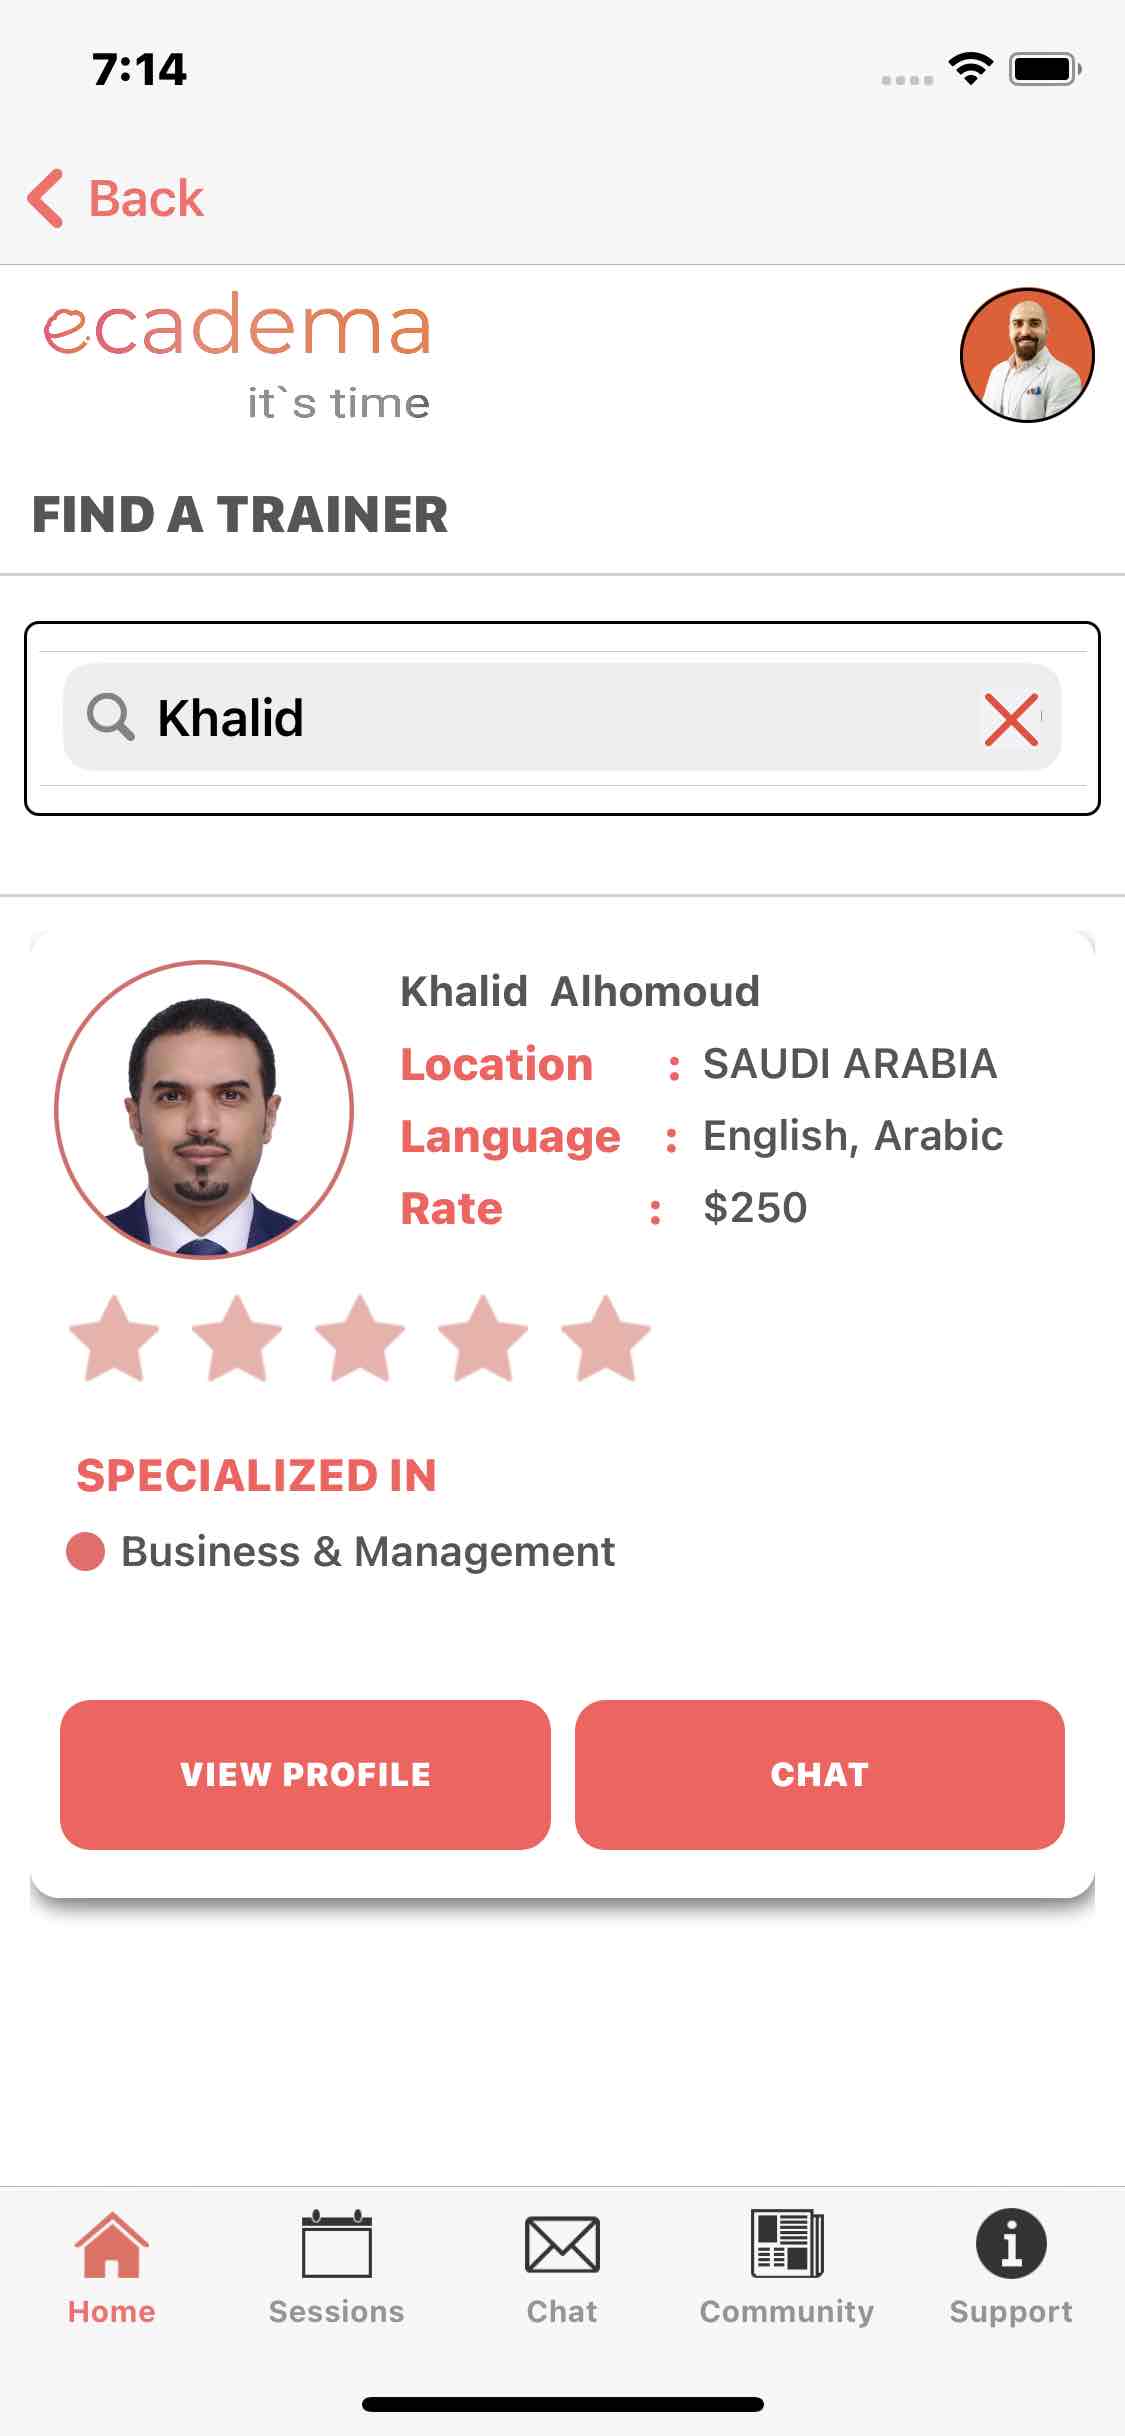 7:14
Back
ecadema
it`s time
FIND A TRAINER
Khalid
Khalid  Alhomoud
Location : SAUDI ARABIA
Language : English, Arabic
Rate : $250
SPECIALIZED IN
Business & Management
VIEW PROFILE CHAT
Home Sessions Chat Community Support